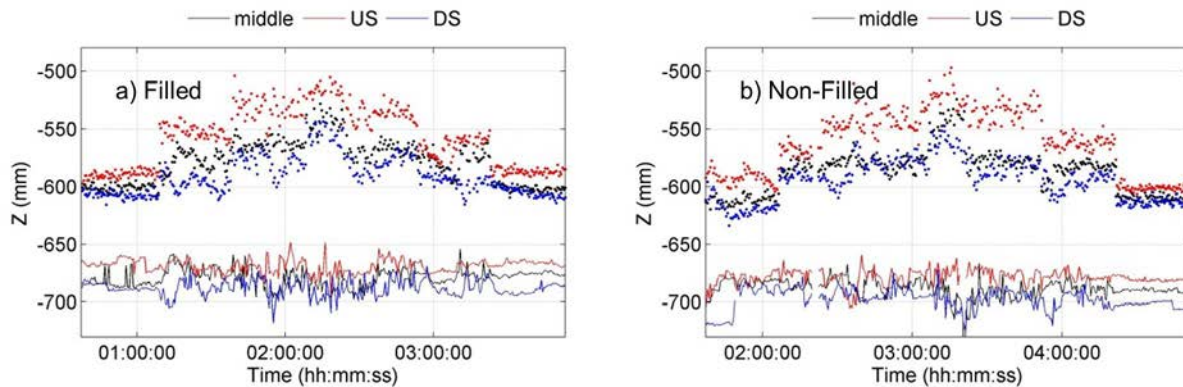 middle US DS
a) Filled
Z (mm)
-500
-550
-600
-650
-700
01:00:00 02:00:00 03:00:00
Time (hh:mm:ss)
middle US DS
b) Non-Filled
Z (mm)
-500
-550
-600
-650
-700
02:00:00 03:00:00 04:00:00
Time (hh:mm:ss)